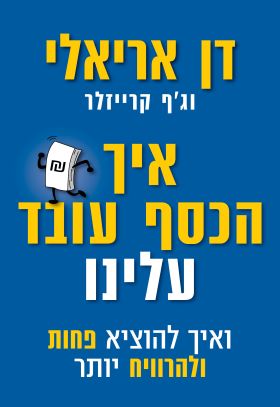 דן אריאלי
וג'ף קרייזלר
איך
₪
הכסף עובד
עלינו
ואיך להוציא פחות
ולהרוויח יותר